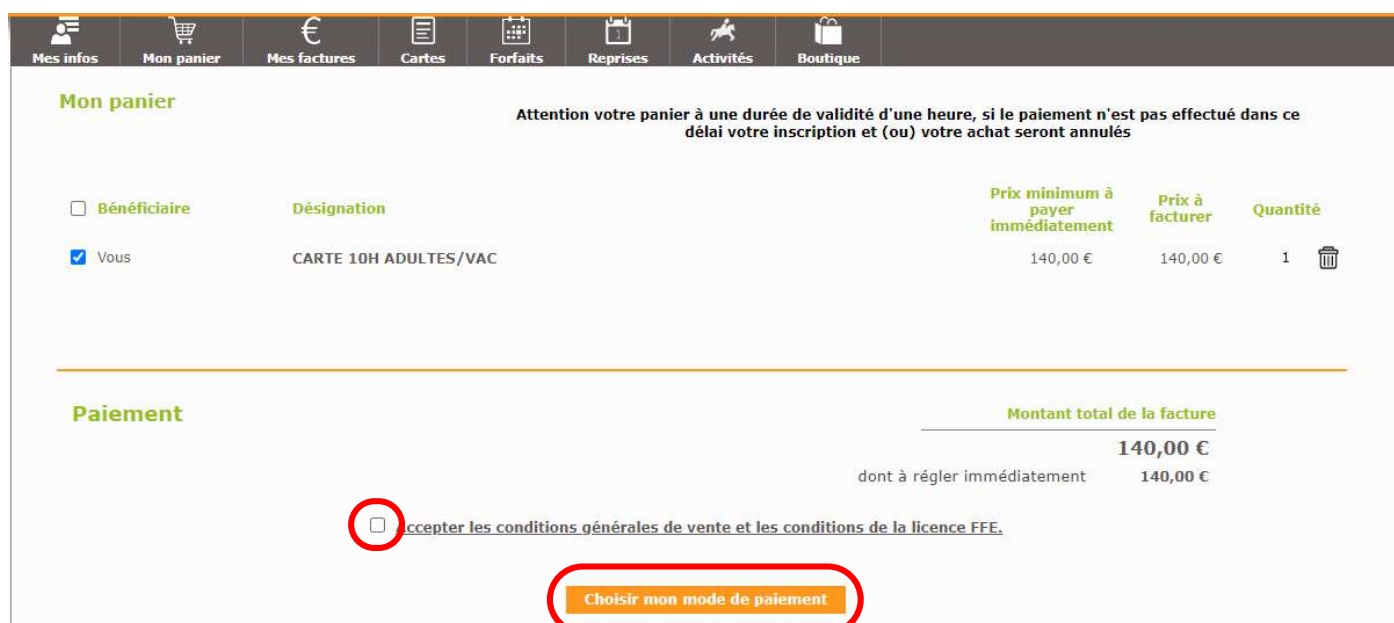 Mes infos Mon panier Mes factures Cartes Forfaits Reprises Activités Boutique
Mon panier
Attention votre panier à une durée de validité d'une heure, si le paiement n'est pas effectué dans ce
délai votre inscription et (ou) votre achat seront annulés
Bénéficiaire Désignation Prix minimum à payer immédiatement Prix à facturer Quantité
Vous CARTE 10H ADULTES/VAC 140,00 € 140,00 € 1
Paiement
Montant total de la facture
140,00 €
dont à régler immédiatement 140,00 €
Accepter les conditions générales de vente et les conditions de la licence FFE.
Choisir mon mode de paiement